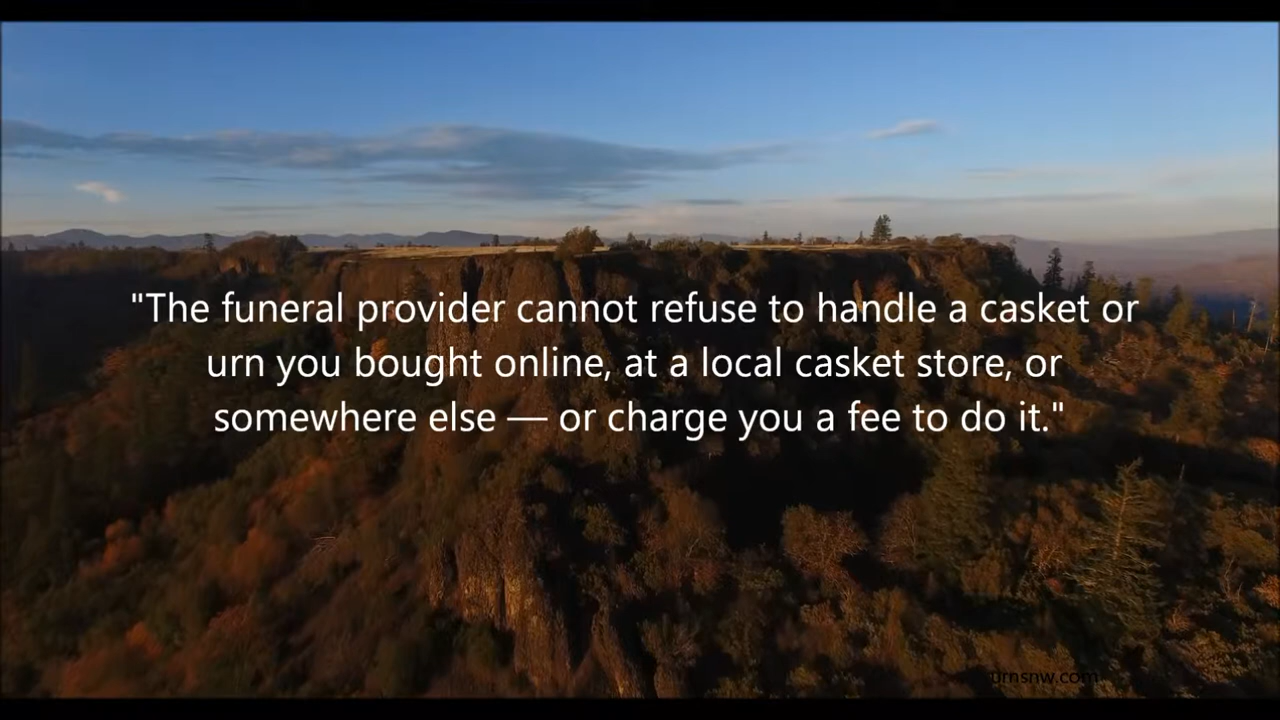 "The funeral provider cannot refuse to handle a casket or
urn you bought online, at a local casket store, or
somewhere else — or charge you a fee to do it."
urnsnw.com